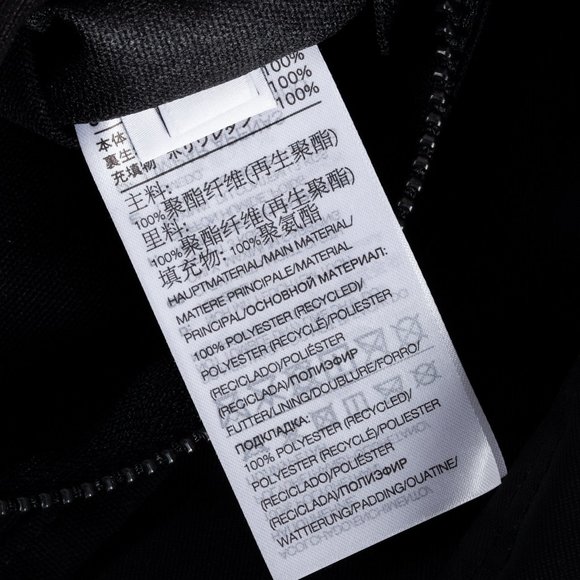 100%
100%
本体 100%
裏生
充填物 ポリウレタン
主料:
100%聚酯纤维(再生聚酯)
里料:
100%聚酯纤维(再生聚酯)
填充物: 100%聚氨酯
HAUPTMATERIAL/MAIN MATERIAL/
MATIERE PRINCIPALE/MATERIAL
PRINCIPAL/ОСНОВНОЙ МАТЕРИАЛ:
100% POLYESTER (RECYCLED)/
POLYESTER (RECYCLÉ)/POLIESTER
(RECICLADO)/POLIÉSTER
(RECICLADA)/ПОЛИЭФИР
FUTTER/LINING/DOUBLURE/FORRO/
ПОДКЛАДКА:
100% POLYESTER (RECYCLED)/
POLYESTER (RECYCLÉ)/POLIESTER
(RECICLADO)/POLIÉSTER
(RECICLADA)/ПОЛИЭФИР
WATTIERUNG/PADDING/OUATINE/